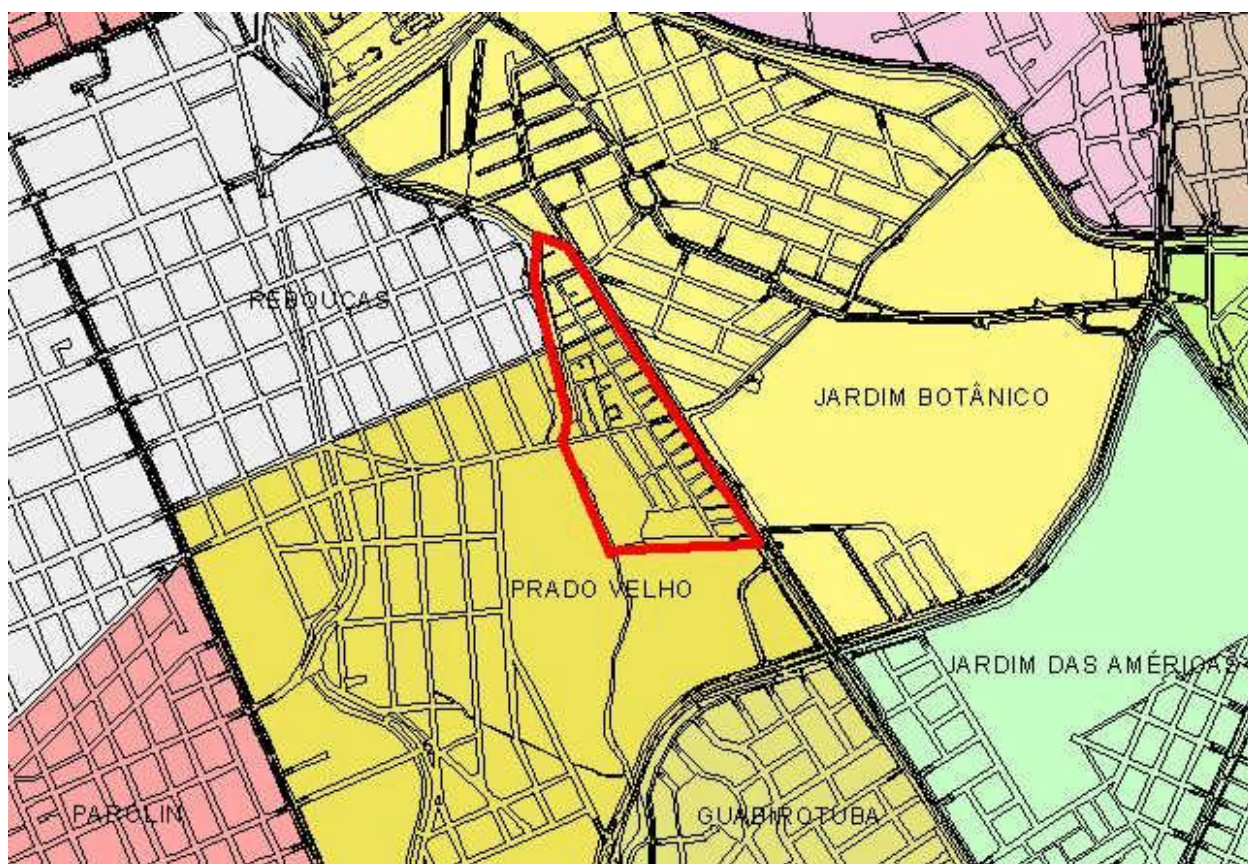 REBOUÇAS
JARDIM BOTÂNICO
PRADO VELHO
JARDIM DAS AMÉRICAS
PAROLIN
GUABIROTUBA